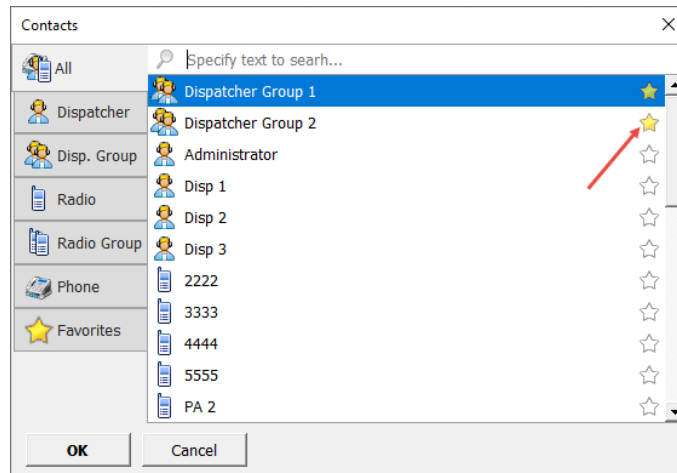 Contacts
All
Dispatcher
Disp. Group
Radio
Radio Group
Phone
Favorites
Specify text to searh...
Dispatcher Group 1
Dispatcher Group 2
Administrator
Disp 1
Disp 2
Disp 3
2222
3333
4444
5555
PA 2
OK
Cancel